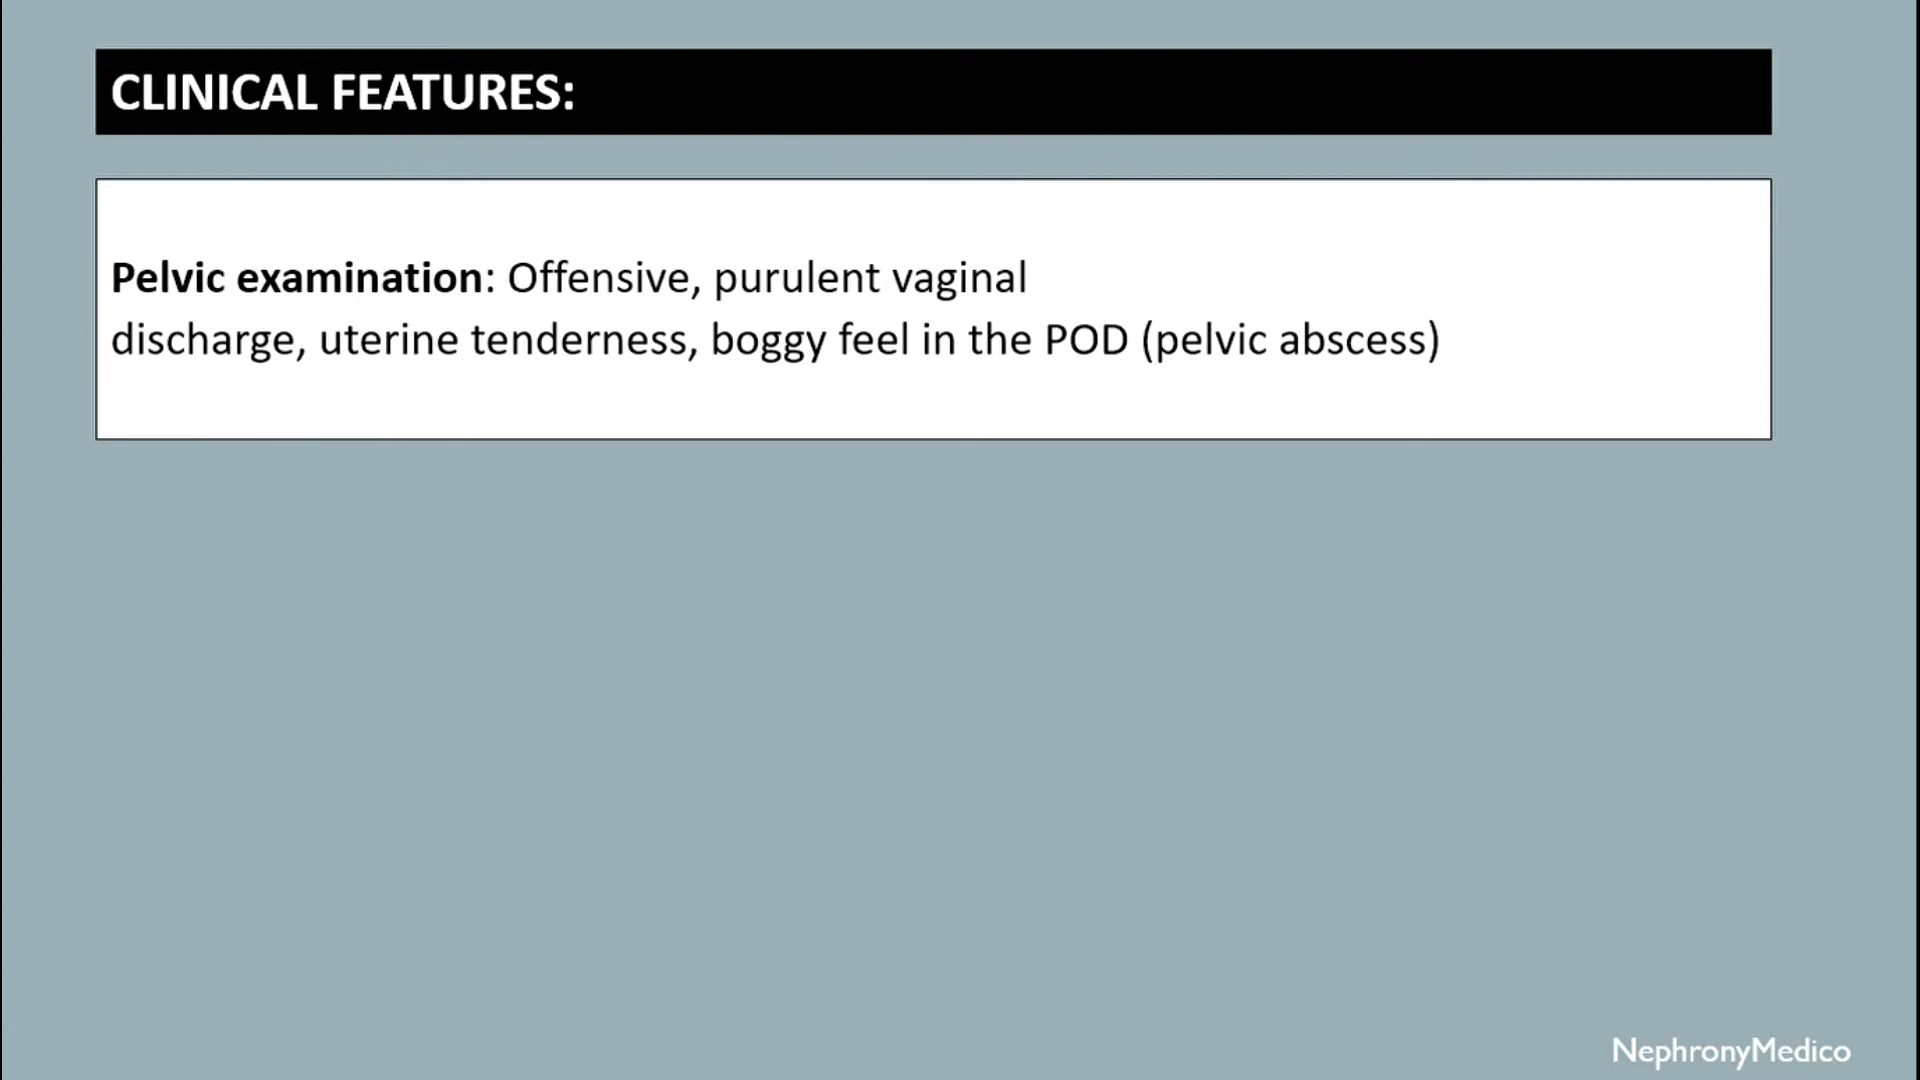 CLINICAL FEATURES:
Pelvic examination: Offensive, purulent vaginal
discharge, uterine tenderness, boggy feel in the POD (pelvic abscess)
NephronyMedico